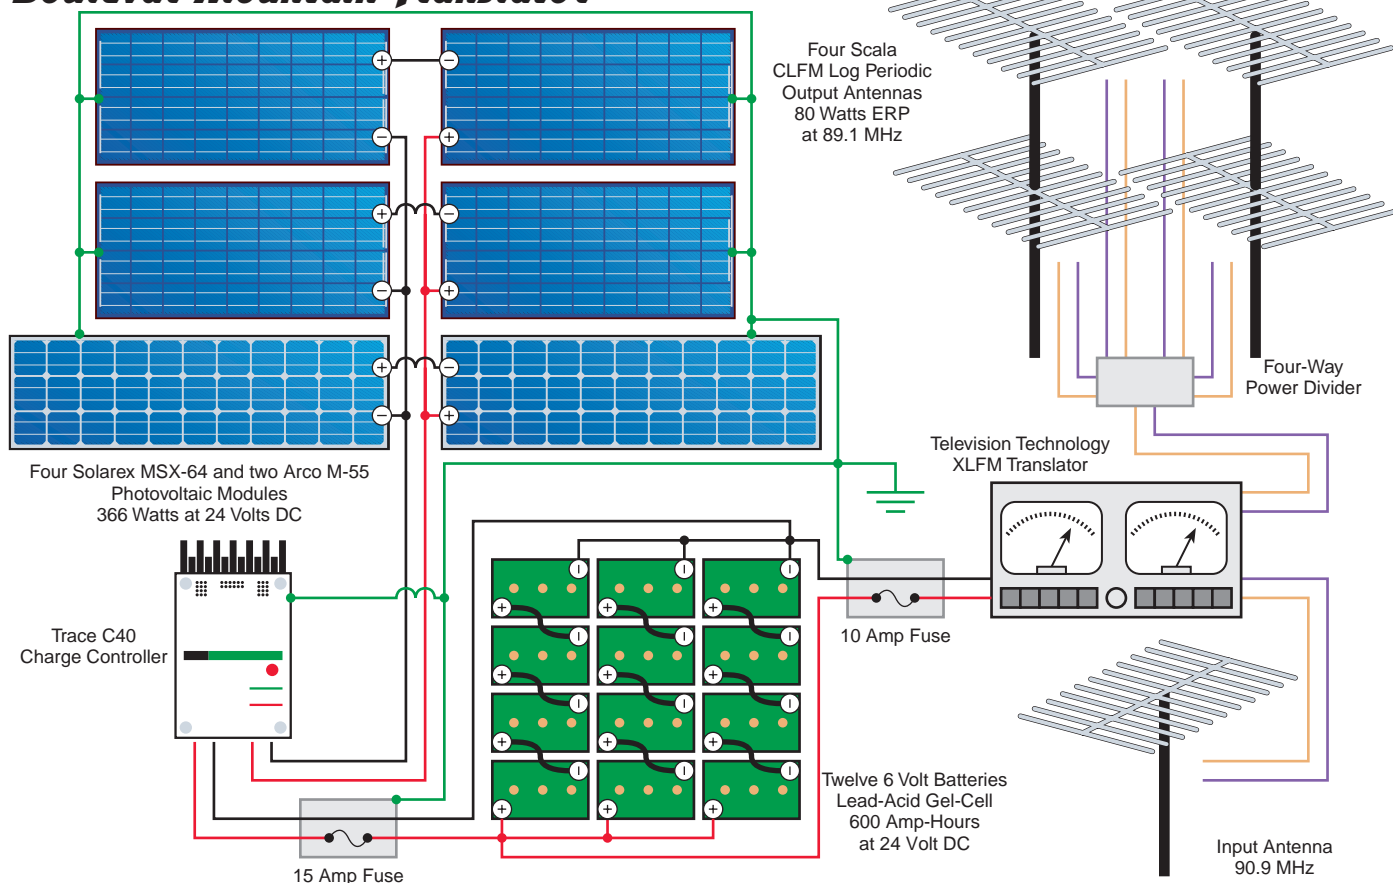 Four Scala
CLFM Log Periodic
Output Antennas
80 Watts ERP
at 89.1 MHz
Four-Way
Power Divider
Television Technology
XLFM Translator
Four Solarex MSX-64 and two Arco M-55
Photovoltaic Modules
366 Watts at 24 Volts DC
Trace C40
Charge Controller
10 Amp Fuse
Twelve 6 Volt Batteries
Lead-Acid Gel-Cell
600 Amp-Hours
at 24 Volt DC
15 Amp Fuse
Input Antenna
90.9 MHz